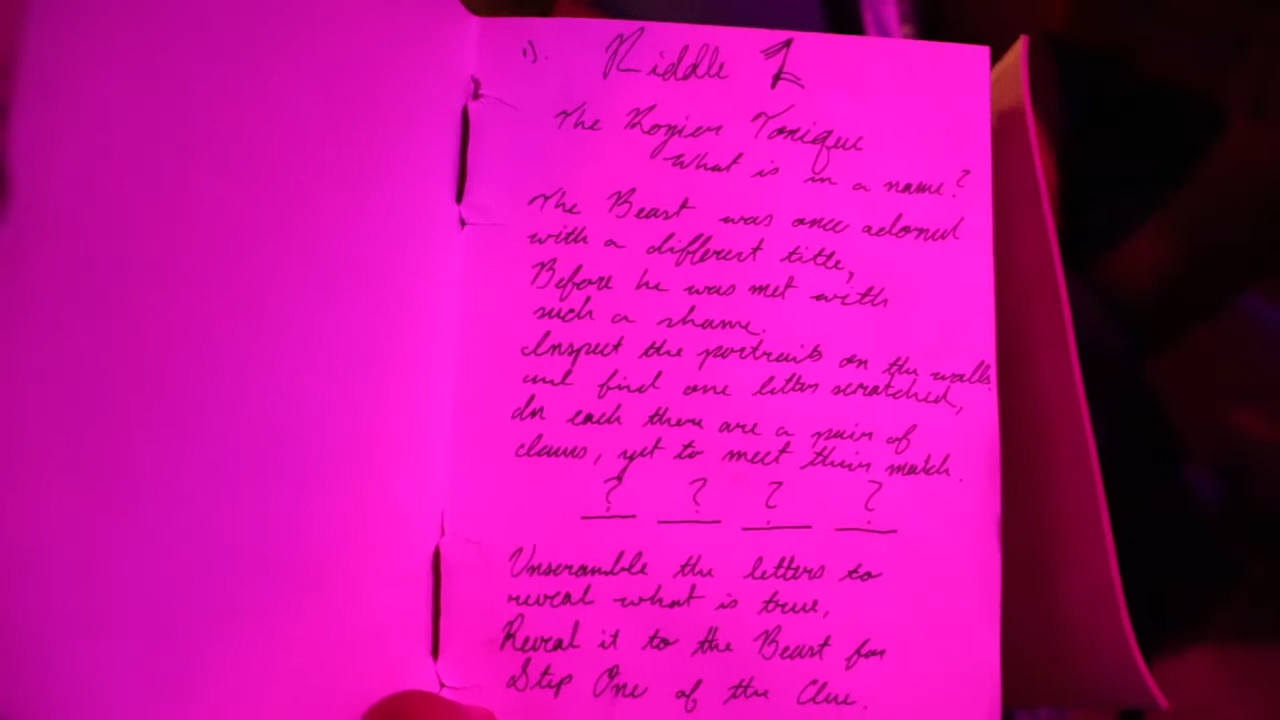 1). Riddle 1
The Rogier Tonique
What is in a name?
The Beast was once adorned
with a different title,
Before he was met with
such a shame.
Inspect the portraits on the walls
and find one letter scratched,
In each there are a pair of
claws, yet to meet their match.
? ? ? ?
Unscramble the letters to
reveal what is true,
Reveal it to the Beast for
Step One of the Clue.